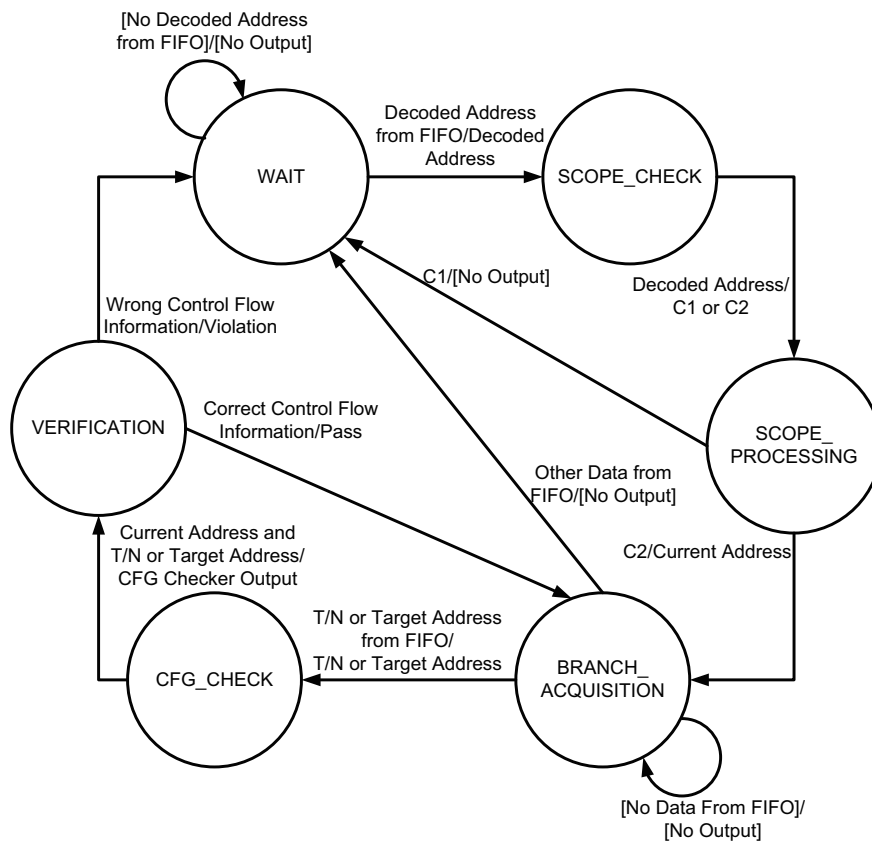 [No Decoded Address
from FIFO]/[No Output]
Decoded Address
from FIFO/Decoded
Address
WAIT
SCOPE_CHECK
C1/[No Output]
Decoded Address/
C1 or C2
Wrong Control Flow
Information/Violation
VERIFICATION
Correct Control Flow
Information/Pass
SCOPE_
PROCESSING
Other Data from
FIFO/[No Output]
C2/Current Address
Current Address and
T/N or Target Address/
CFG Checker Output
T/N or Target Address
from FIFO/
T/N or Target Address
CFG_CHECK
BRANCH_
ACQUISITION
[No Data From FIFO]/
[No Output]